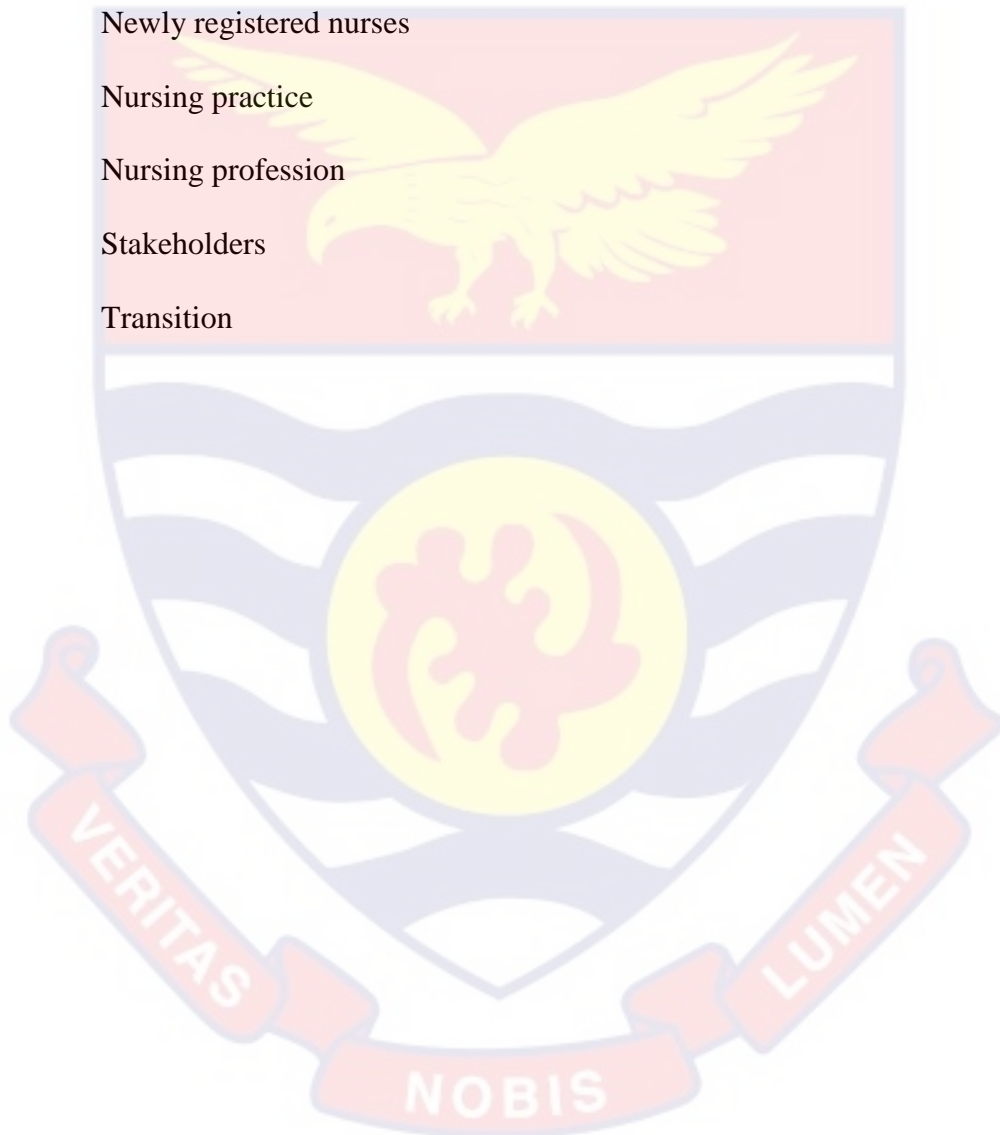 Newly registered nurses
Nursing practice
Nursing profession
Stakeholders
Transition
VERITAS
NOBIS
LUMEN